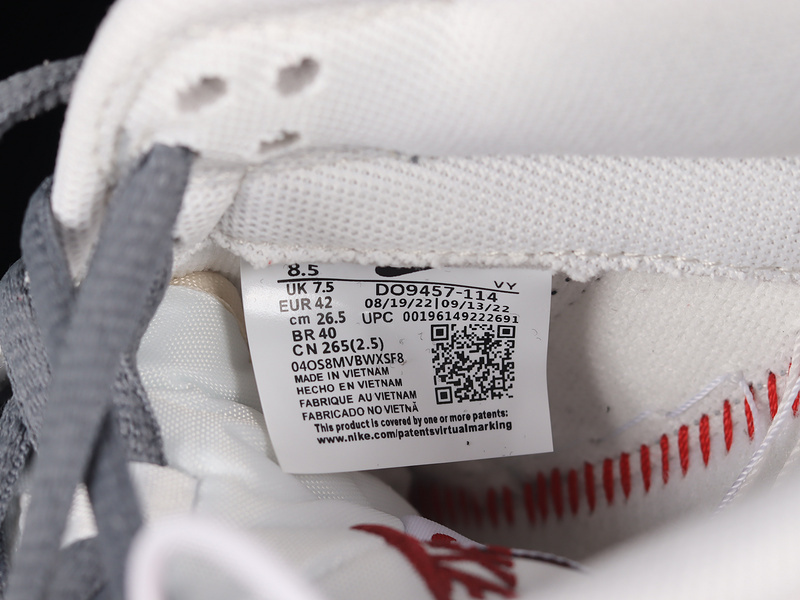 8.5
VY
UK 7.5
DO9457-114
EUR 42
08/19/22|09/13/22
cm 26.5
UPC 00196149222691
BR 40
CN 265(2.5)
04OS8MVBWXSF8
MADE IN VIETNAM
HECHO EN VIETNAM
FABRIQUE AU VIETNAM
FABRICADO NO VIETNÃ
This product is covered by one or more patents:
www.nike.com/patentsvirtualmarking